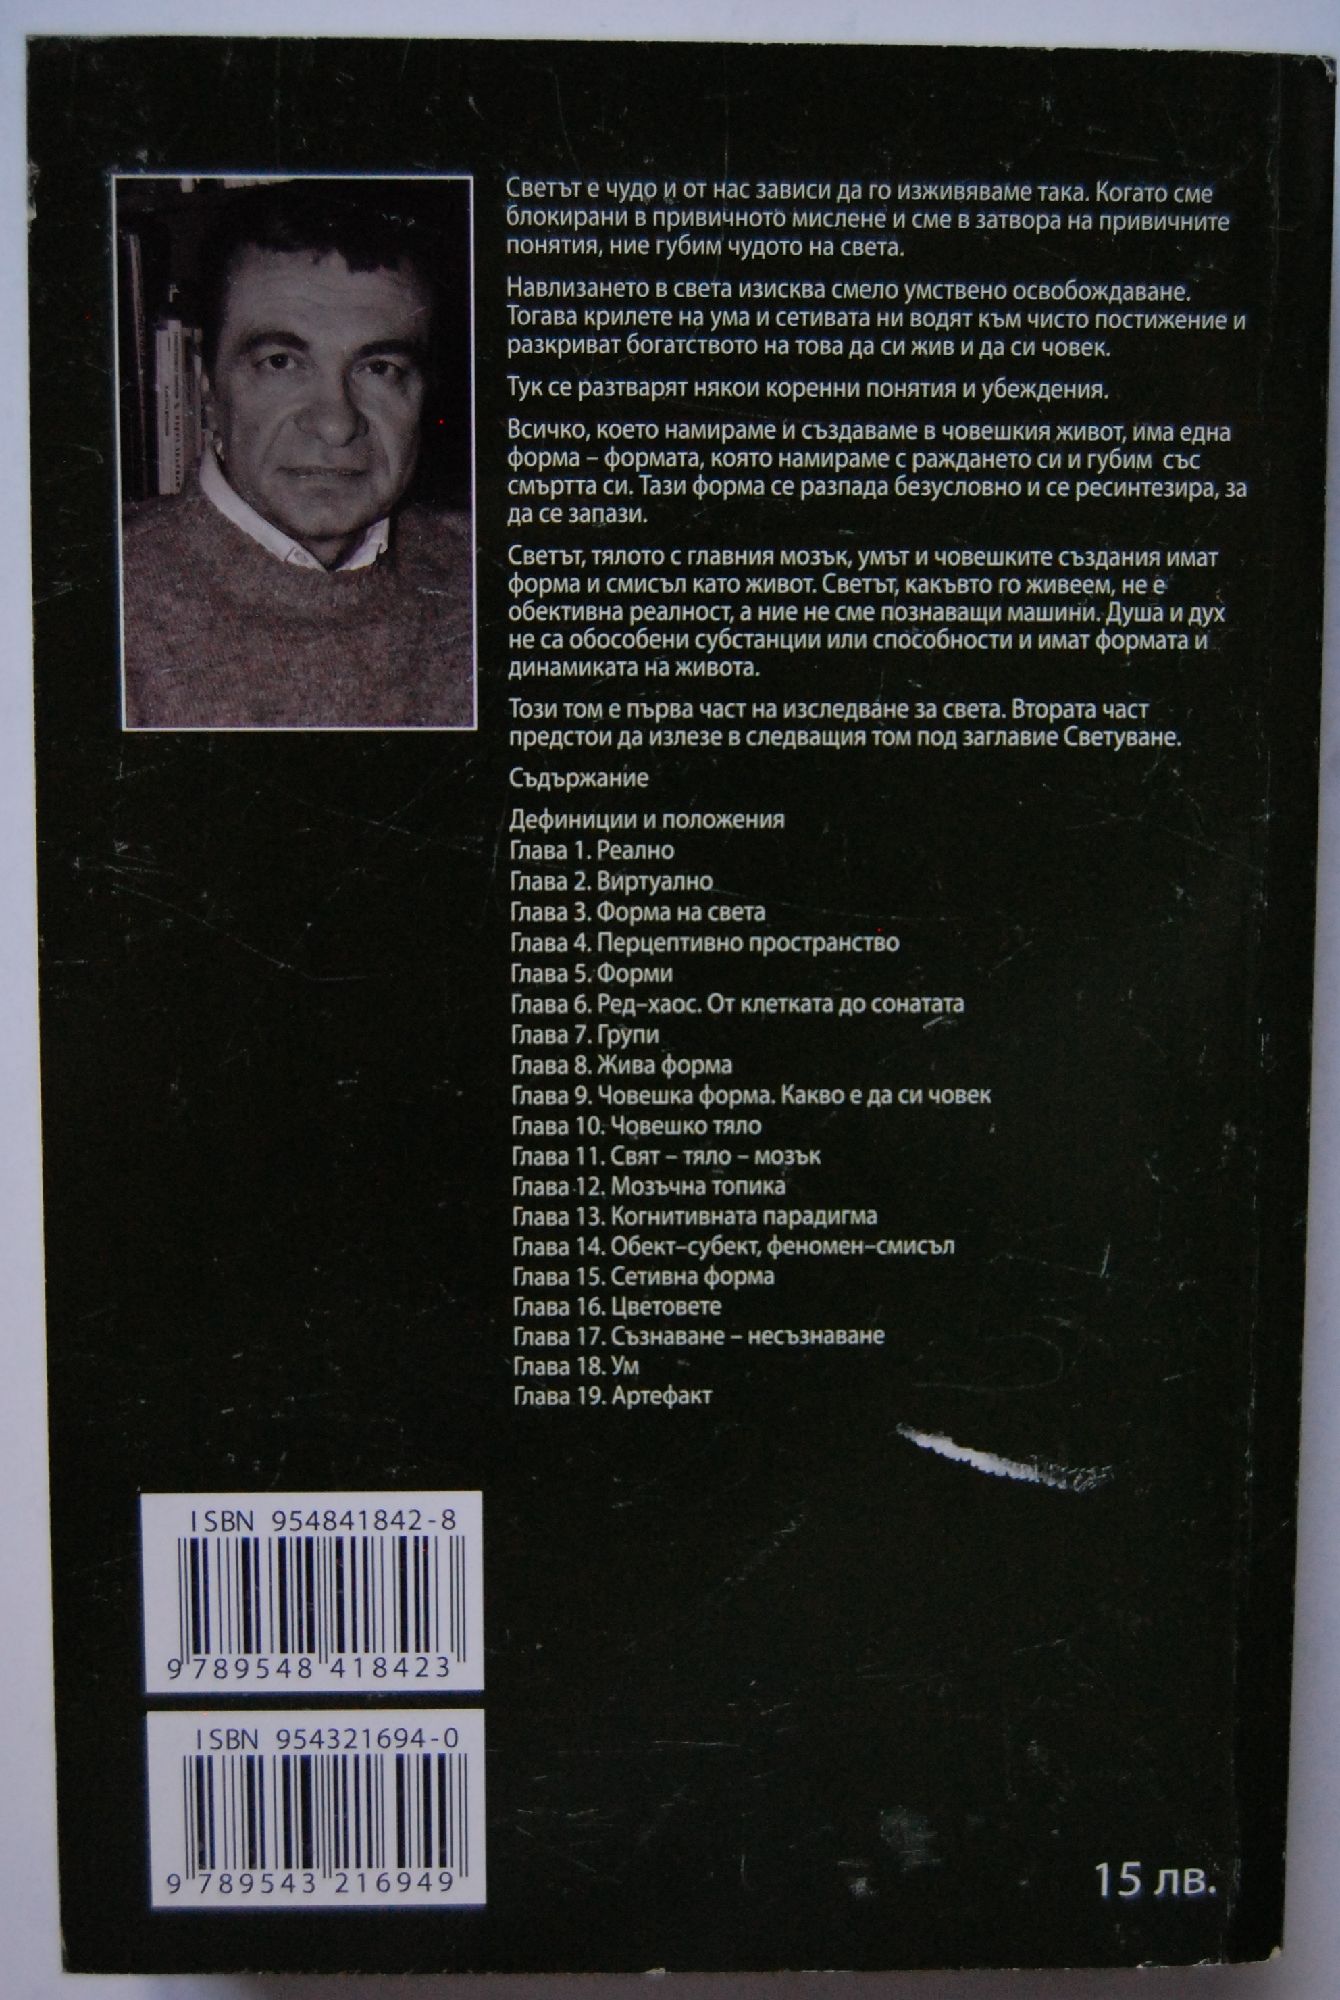 Светът е чудо и от нас зависи да го изживяваме така. Когато сме
блокирани в привичното мислене и сме в затвора на привичните
понятия, ние губим чудото на света.
Навлизането в света изисква смело умствено освобождаване.
Тогава крилете на ума и сетивата ни водят към чисто постижение и
разкриват богатството на това да си жив и да си човек.
Тук се разтварят някои коренни понятия и убеждения.
Всичко, което намираме и създаваме в човешкия живот, има една
форма – формата, която намираме с раждането си и губим със
смъртта си. Тази форма се разпада безусловно и се ресинтезира, за
да се запази.
Светът, тялото с главния мозък, умът и човешките създания имат
форма и смисъл като живот. Светът, какъвто го живеем, не е
обективна реалност, а ние не сме познаващи машини. Душа и дух
не са обособени субстанции или способности и имат формата и
динамиката на живота.
Този том е първа част на изследване за света. Втората част
предстои да излезе в следващия том под заглавие Светуване.
Съдържание
Дефиниции и положения
Глава 1. Реално
Глава 2. Виртуално
Глава 3. Форма на света
Глава 4. Перцептивно пространство
Глава 5. Форми
Глава 6. Ред–хаос. От клетката до сонатата
Глава 7. Групи
Глава 8. Жива форма
Глава 9. Човешка форма. Какво е да си човек
Глава 10. Човешко тяло
Глава 11. Свят – тяло – мозък
Глава 12. Мозъчна топика
Глава 13. Когнитивната парадигма
Глава 14. Обект–субект, феномен–смисъл
Глава 15. Сетивна форма
Глава 16. Цветовете
Глава 17. Съзнаване – несъзнаване
Глава 18. Ум
Глава 19. Артефакт
ISBN 954841842-8
9 789548 418423
ISBN 954321694-0
9 789543 216949
15 лв.